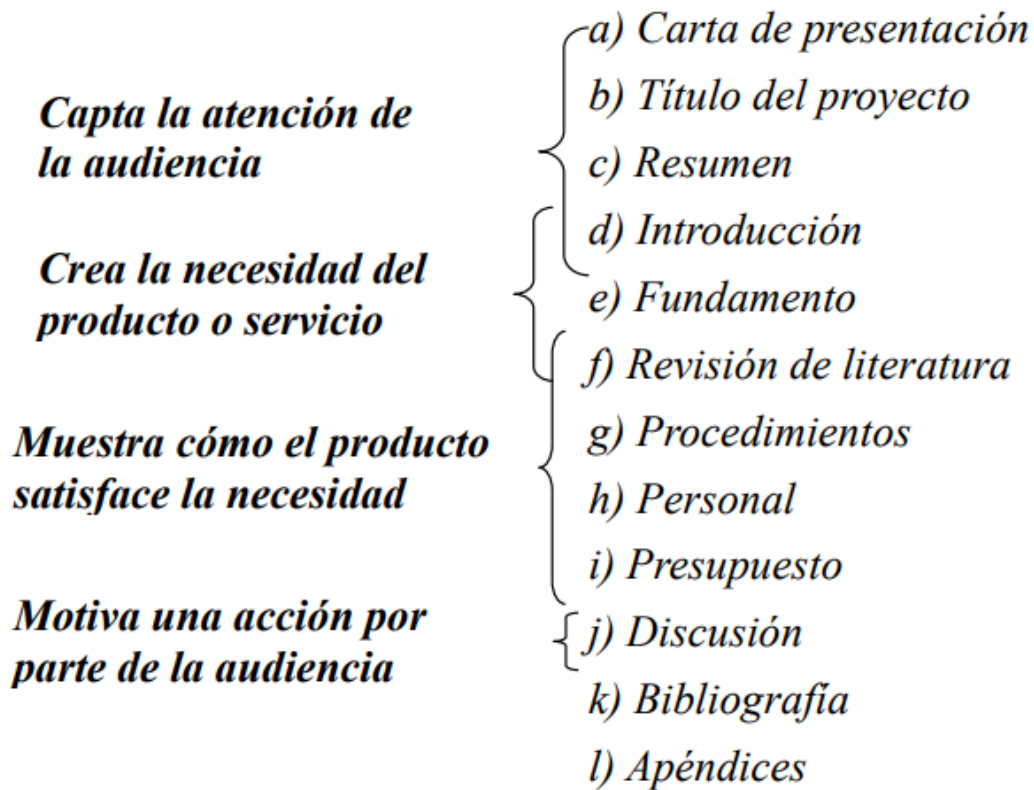 Capta la atención de
la audiencia
Crea la necesidad del
producto o servicio
Muestra cómo el producto
satisface la necesidad
Motiva una acción por
parte de la audiencia
a) Carta de presentación
b) Título del proyecto
c) Resumen
d) Introducción
e) Fundamento
f) Revisión de literatura
g) Procedimientos
h) Personal
i) Presupuesto
j) Discusión
k) Bibliografía
l) Apéndices